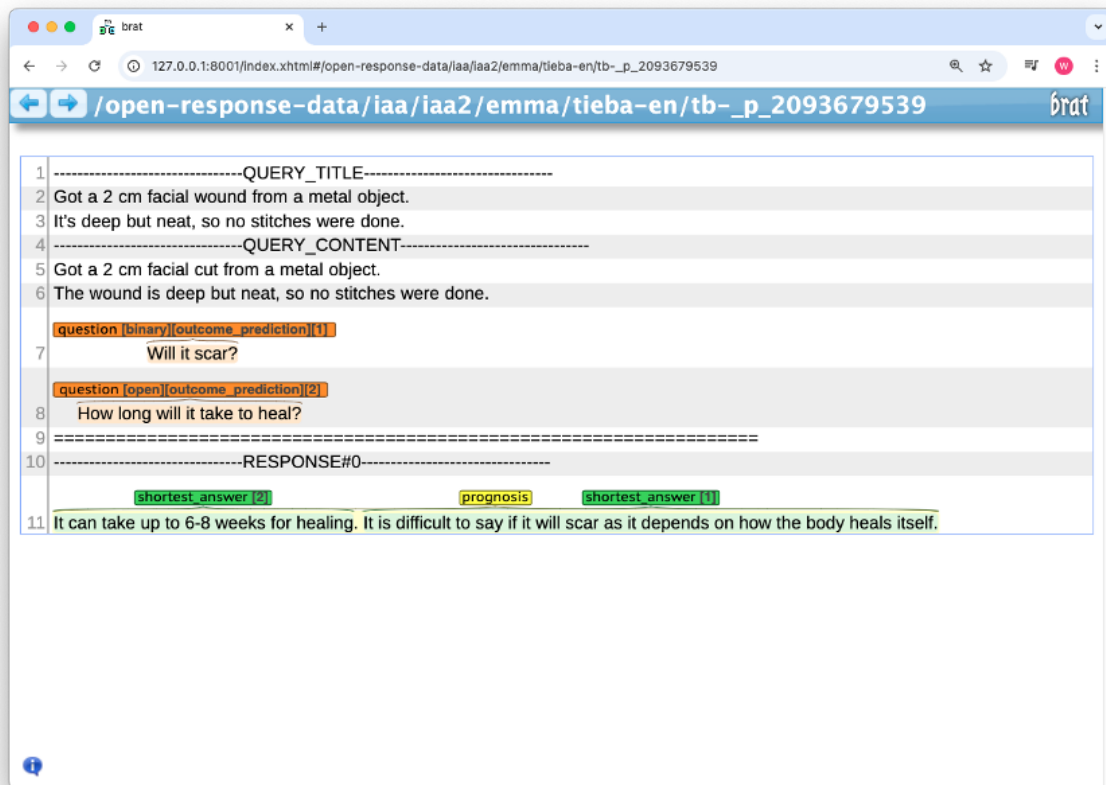 brat
127.0.0.1:8001/index.xhtml#/open-response-data/iaa/iaa2/emma/tieba-en/tb-_p_2093679539
W
/open-response-data/iaa/iaa2/emma/tieba-en/tb-_p_2093679539 brat
1 --------------------------------QUERY_TITLE--------------------------------
2 Got a 2 cm facial wound from a metal object.
3 It's deep but neat, so no stitches were done.
4 --------------------------------QUERY_CONTENT--------------------------------
5 Got a 2 cm facial cut from a metal object.
6 The wound is deep but neat, so no stitches were done.
question [binary][outcome_prediction][1]
7 Will it scar?
question [open][outcome_prediction][2]
8 How long will it take to heal?
9 ====================================================================
10 --------------------------------RESPONSE#0--------------------------------
shortest_answer [2] prognosis shortest_answer [1]
11 It can take up to 6-8 weeks for healing. It is difficult to say if it will scar as it depends on how the body heals itself.